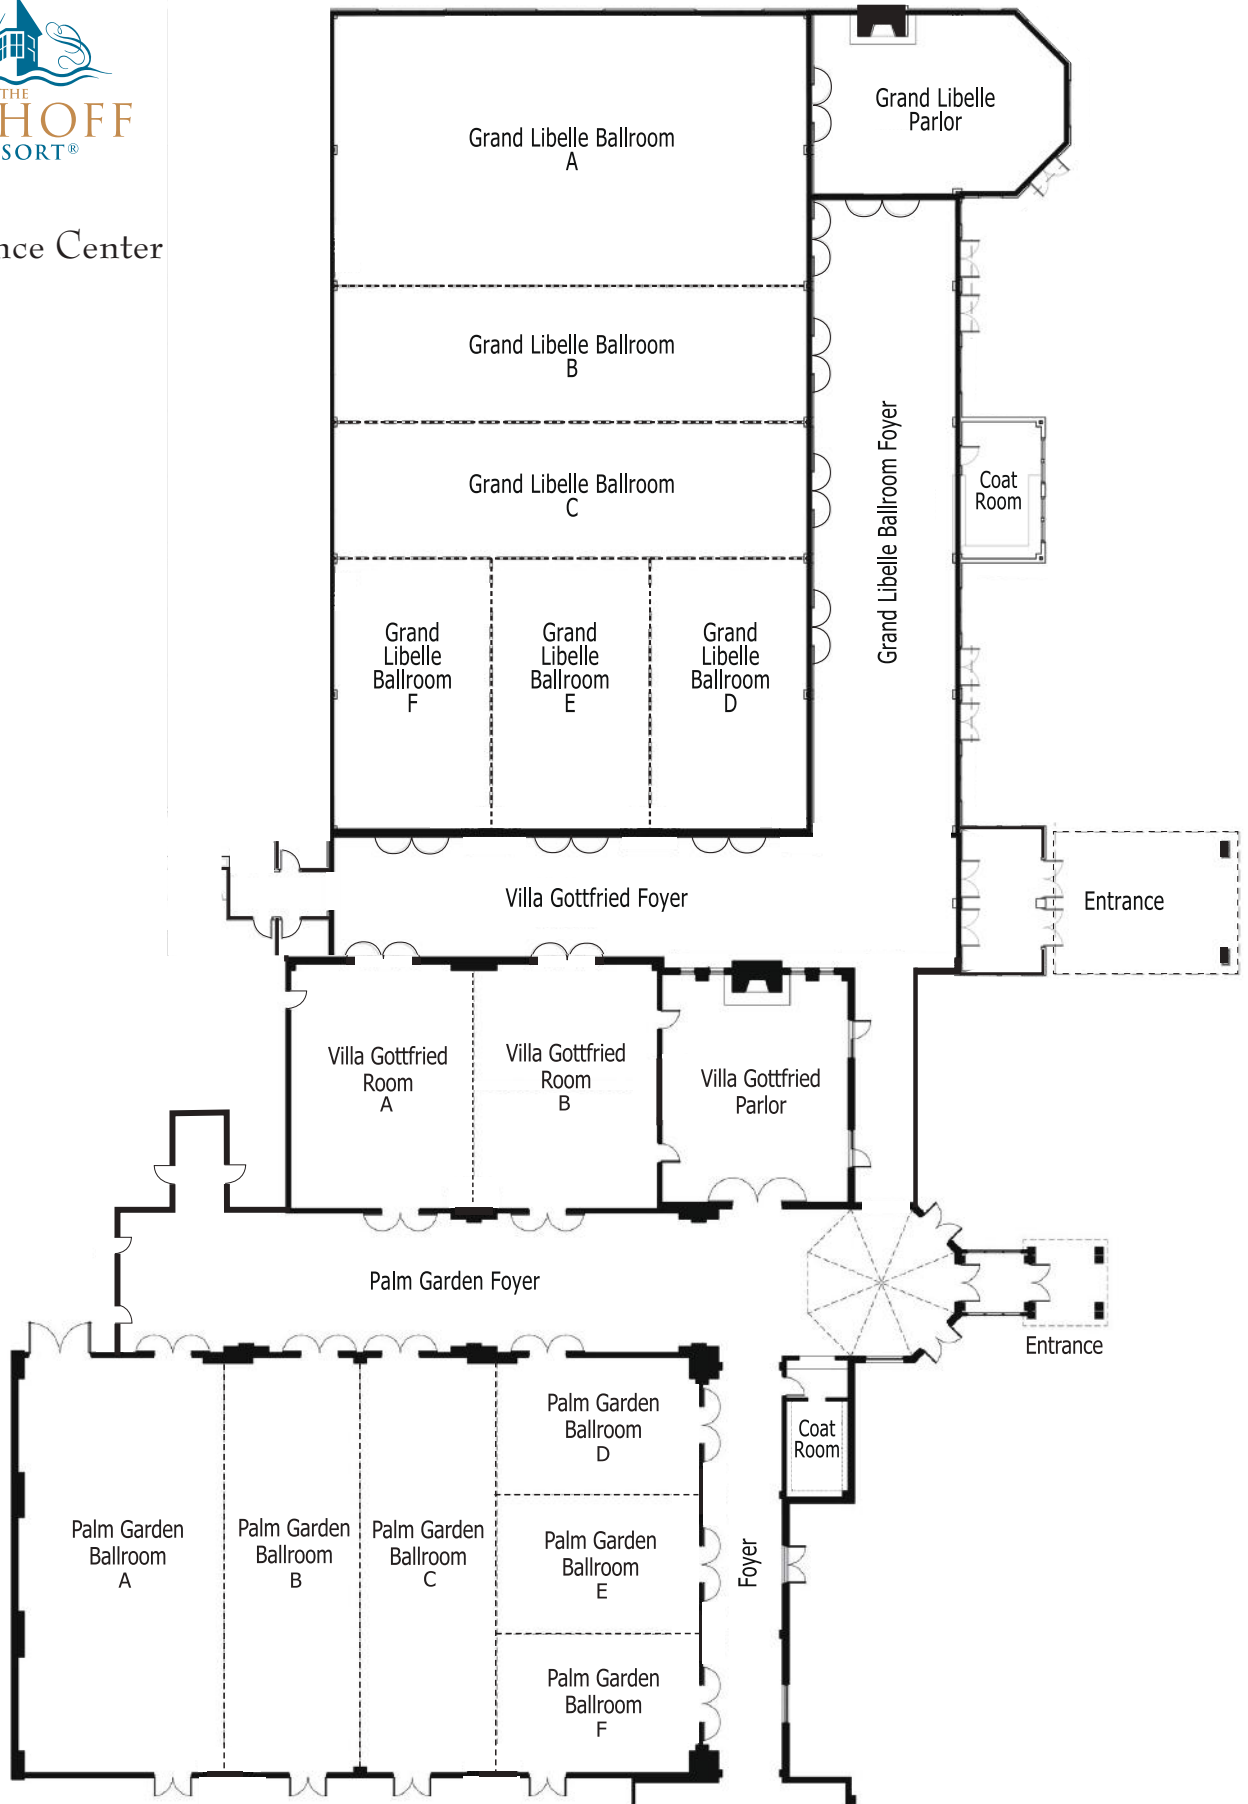 THE
HOFF
SORT®
nce Center
Grand Libelle Ballroom
A
Grand Libelle
Parlor
Grand Libelle Ballroom
B
Grand Libelle Ballroom
C
Grand Libelle Ballroom Foyer
Coat
Room
Grand
Libelle
Ballroom
F
Grand
Libelle
Ballroom
E
Grand
Libelle
Ballroom
D
Villa Gottfried Foyer
Entrance
Villa Gottfried
Room
A
Villa Gottfried
Room
B
Villa Gottfried
Parlor
Palm Garden Foyer
Entrance
Palm Garden
Ballroom
A
Palm Garden
Ballroom
B
Palm Garden
Ballroom
C
Palm Garden
Ballroom
D
Palm Garden
Ballroom
E
Palm Garden
Ballroom
F
Foyer
Coat
Room